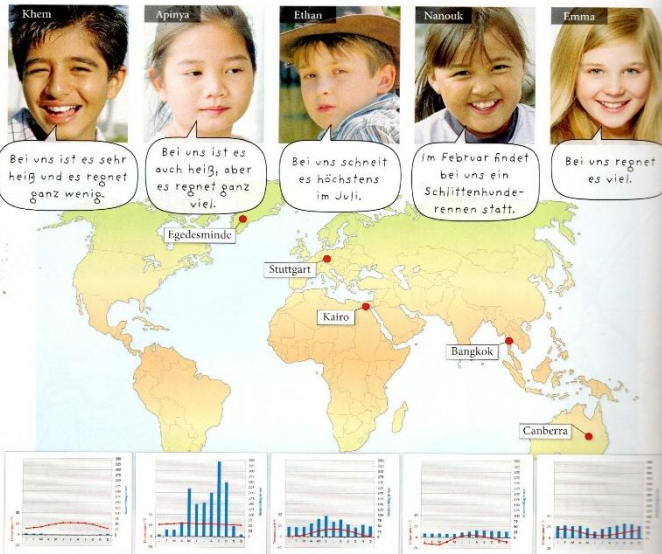 Khem
Apinya
Ethan
Nanouk
Emma
Bei uns ist es sehr
heiß und es regnet
ganz wenig.
Bei uns ist es
auch heiß, aber
es regnet ganz
viel.
Bei uns schneit
es höchstens
im Juli.
Im Februar findet
bei uns ein
Schlittenhunde-
rennen statt.
Bei uns regnet
es viel.
Egedesminde
Stuttgart
Kairo
Bangkok
Canberra